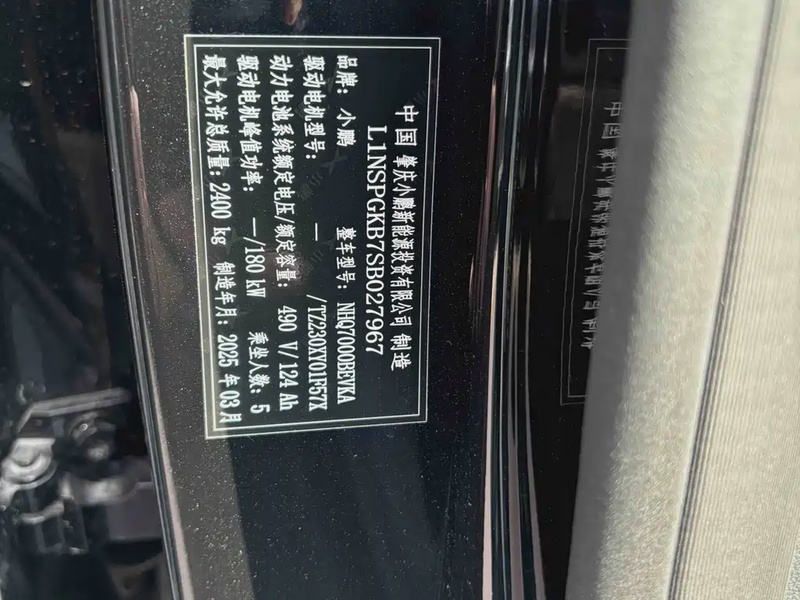 中国 肇庆小鹏新能源投资有限公司 制造
L1NSPGKB7SB027967
品牌：小鹏 整车型号：NHQ7000BEVKA
驱动电机型号： —/TZ230XY01F57X
动力电池系统额定电压/额定容量： 490 V/124 Ah
驱动电机峰值功率： —/180 kW 乘坐人数：5
最大允许总质量：2400 kg 制造年月：2025 年03月
中国